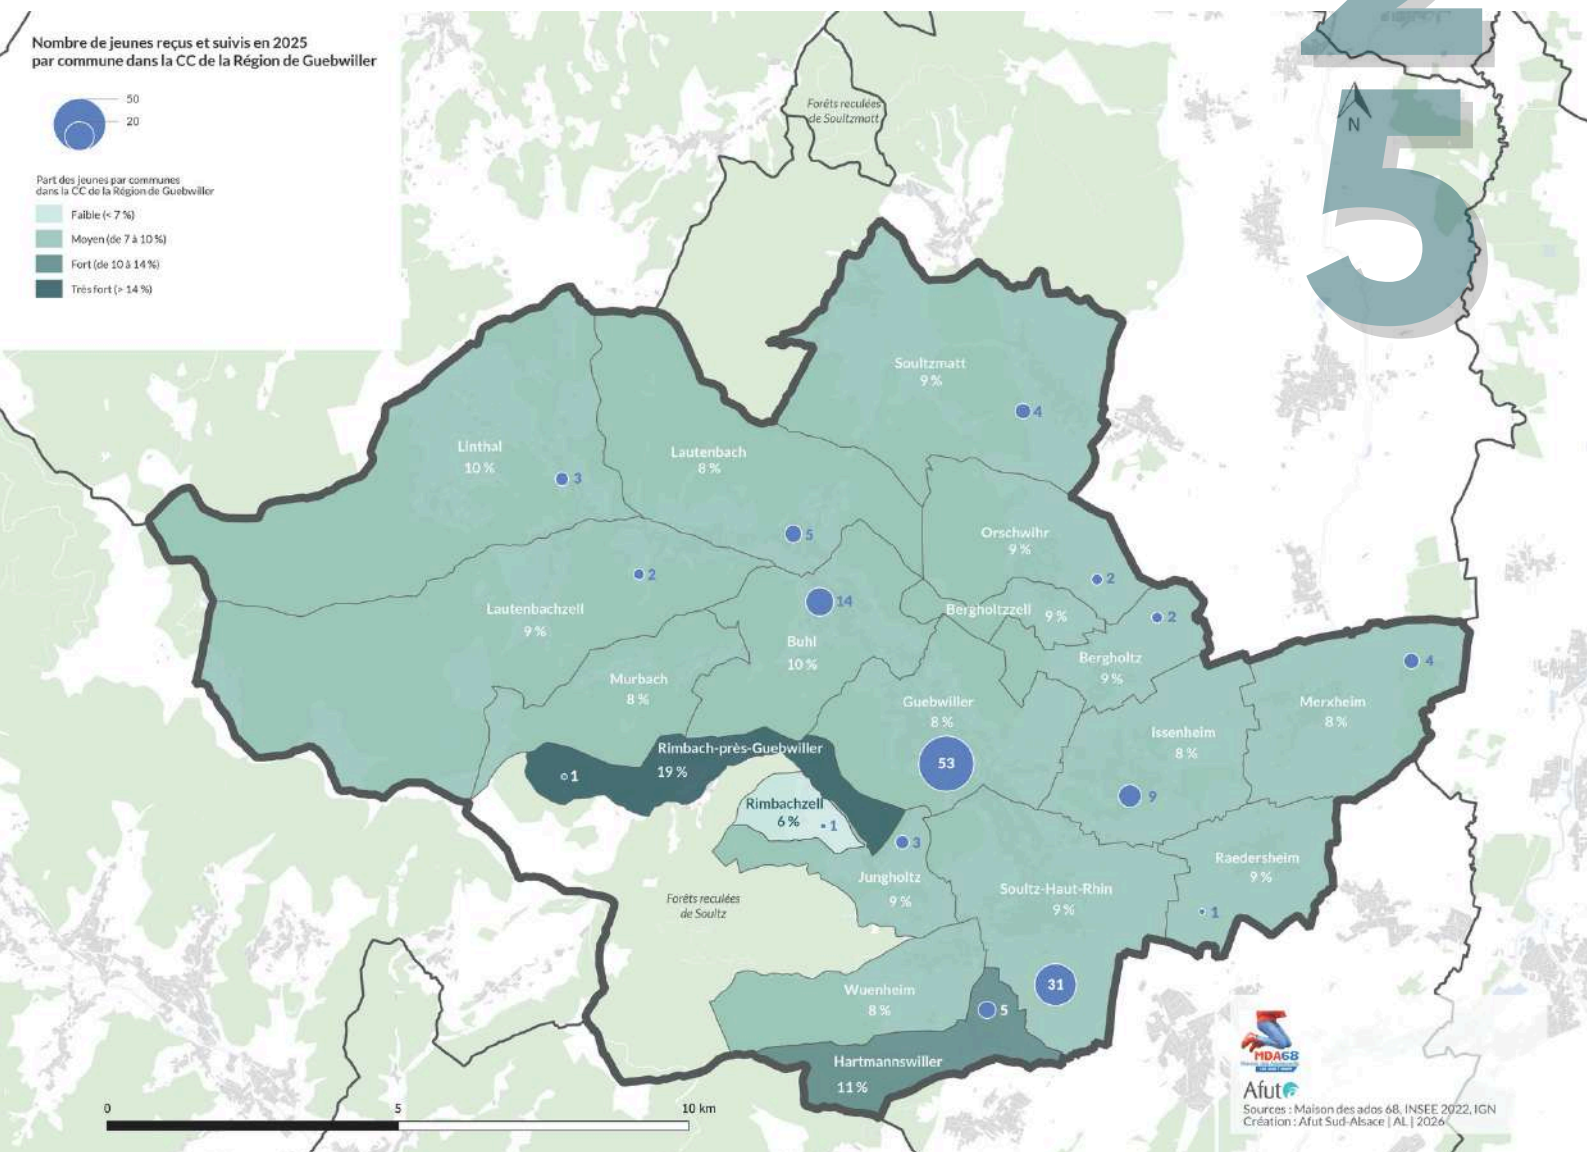 Nombre de jeunes reçus et suivis en 2025
par commune dans la CC de la Région de Guebwiller
50
20
Part des jeunes par communes
dans la CC de la Région de Guebwiller
Faible (< 7 %)
Moyen (de 7 à 10 %)
Fort (de 10 à 14 %)
Très fort (> 14 %)
5
N
Forêts reculées
de Soultzmatt
Soultzmatt
9 %
4
Linthal
10 %
3
Lautenbach
8 %
5
Orschwihr
9 %
2
Lautenbachzell
9 %
2
14
Buhl
10 %
Bergholtzzell 9 %
2
Bergholtz
9 %
Murbach
8 %
Guebwiller
8 %
53
Issenheim
8 %
9
Merxheim
8 %
4
Rimbach-près-Guebwiller
19 %
1
Rimbachzell
6 %
1
3
Jungholtz
9 %
Soultz-Haut-Rhin
9 %
31
Raedersheim
9 %
1
Forêts reculées
de Soultz
2
Wuenheim
8 %
5
Hartmannswiller
11 %
0 5 10 km
MDA68
Afut
Sources : Maison des ados 68, INSEE 2022, IGN
Création : Afut Sud-Alsace | AL | 2026